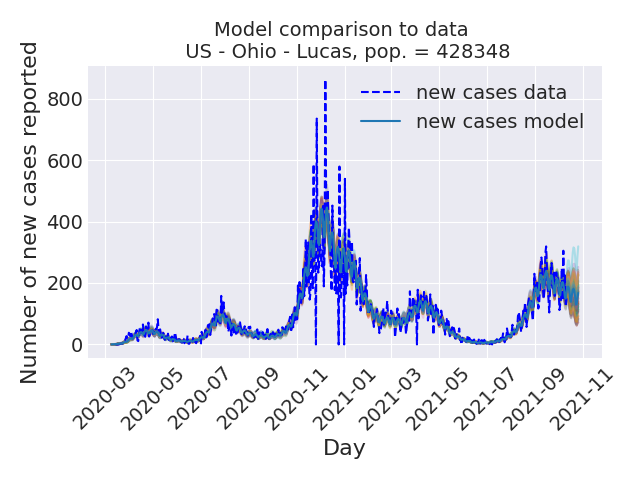 Model comparison to data
US - Ohio - Lucas, pop. = 428348
Number of new cases reported
800
600
400
200
0
new cases data
new cases model
2020-03
2020-05
2020-07
2020-09
2020-11
2021-01
2021-03
2021-05
2021-07
2021-09
2021-11
Day